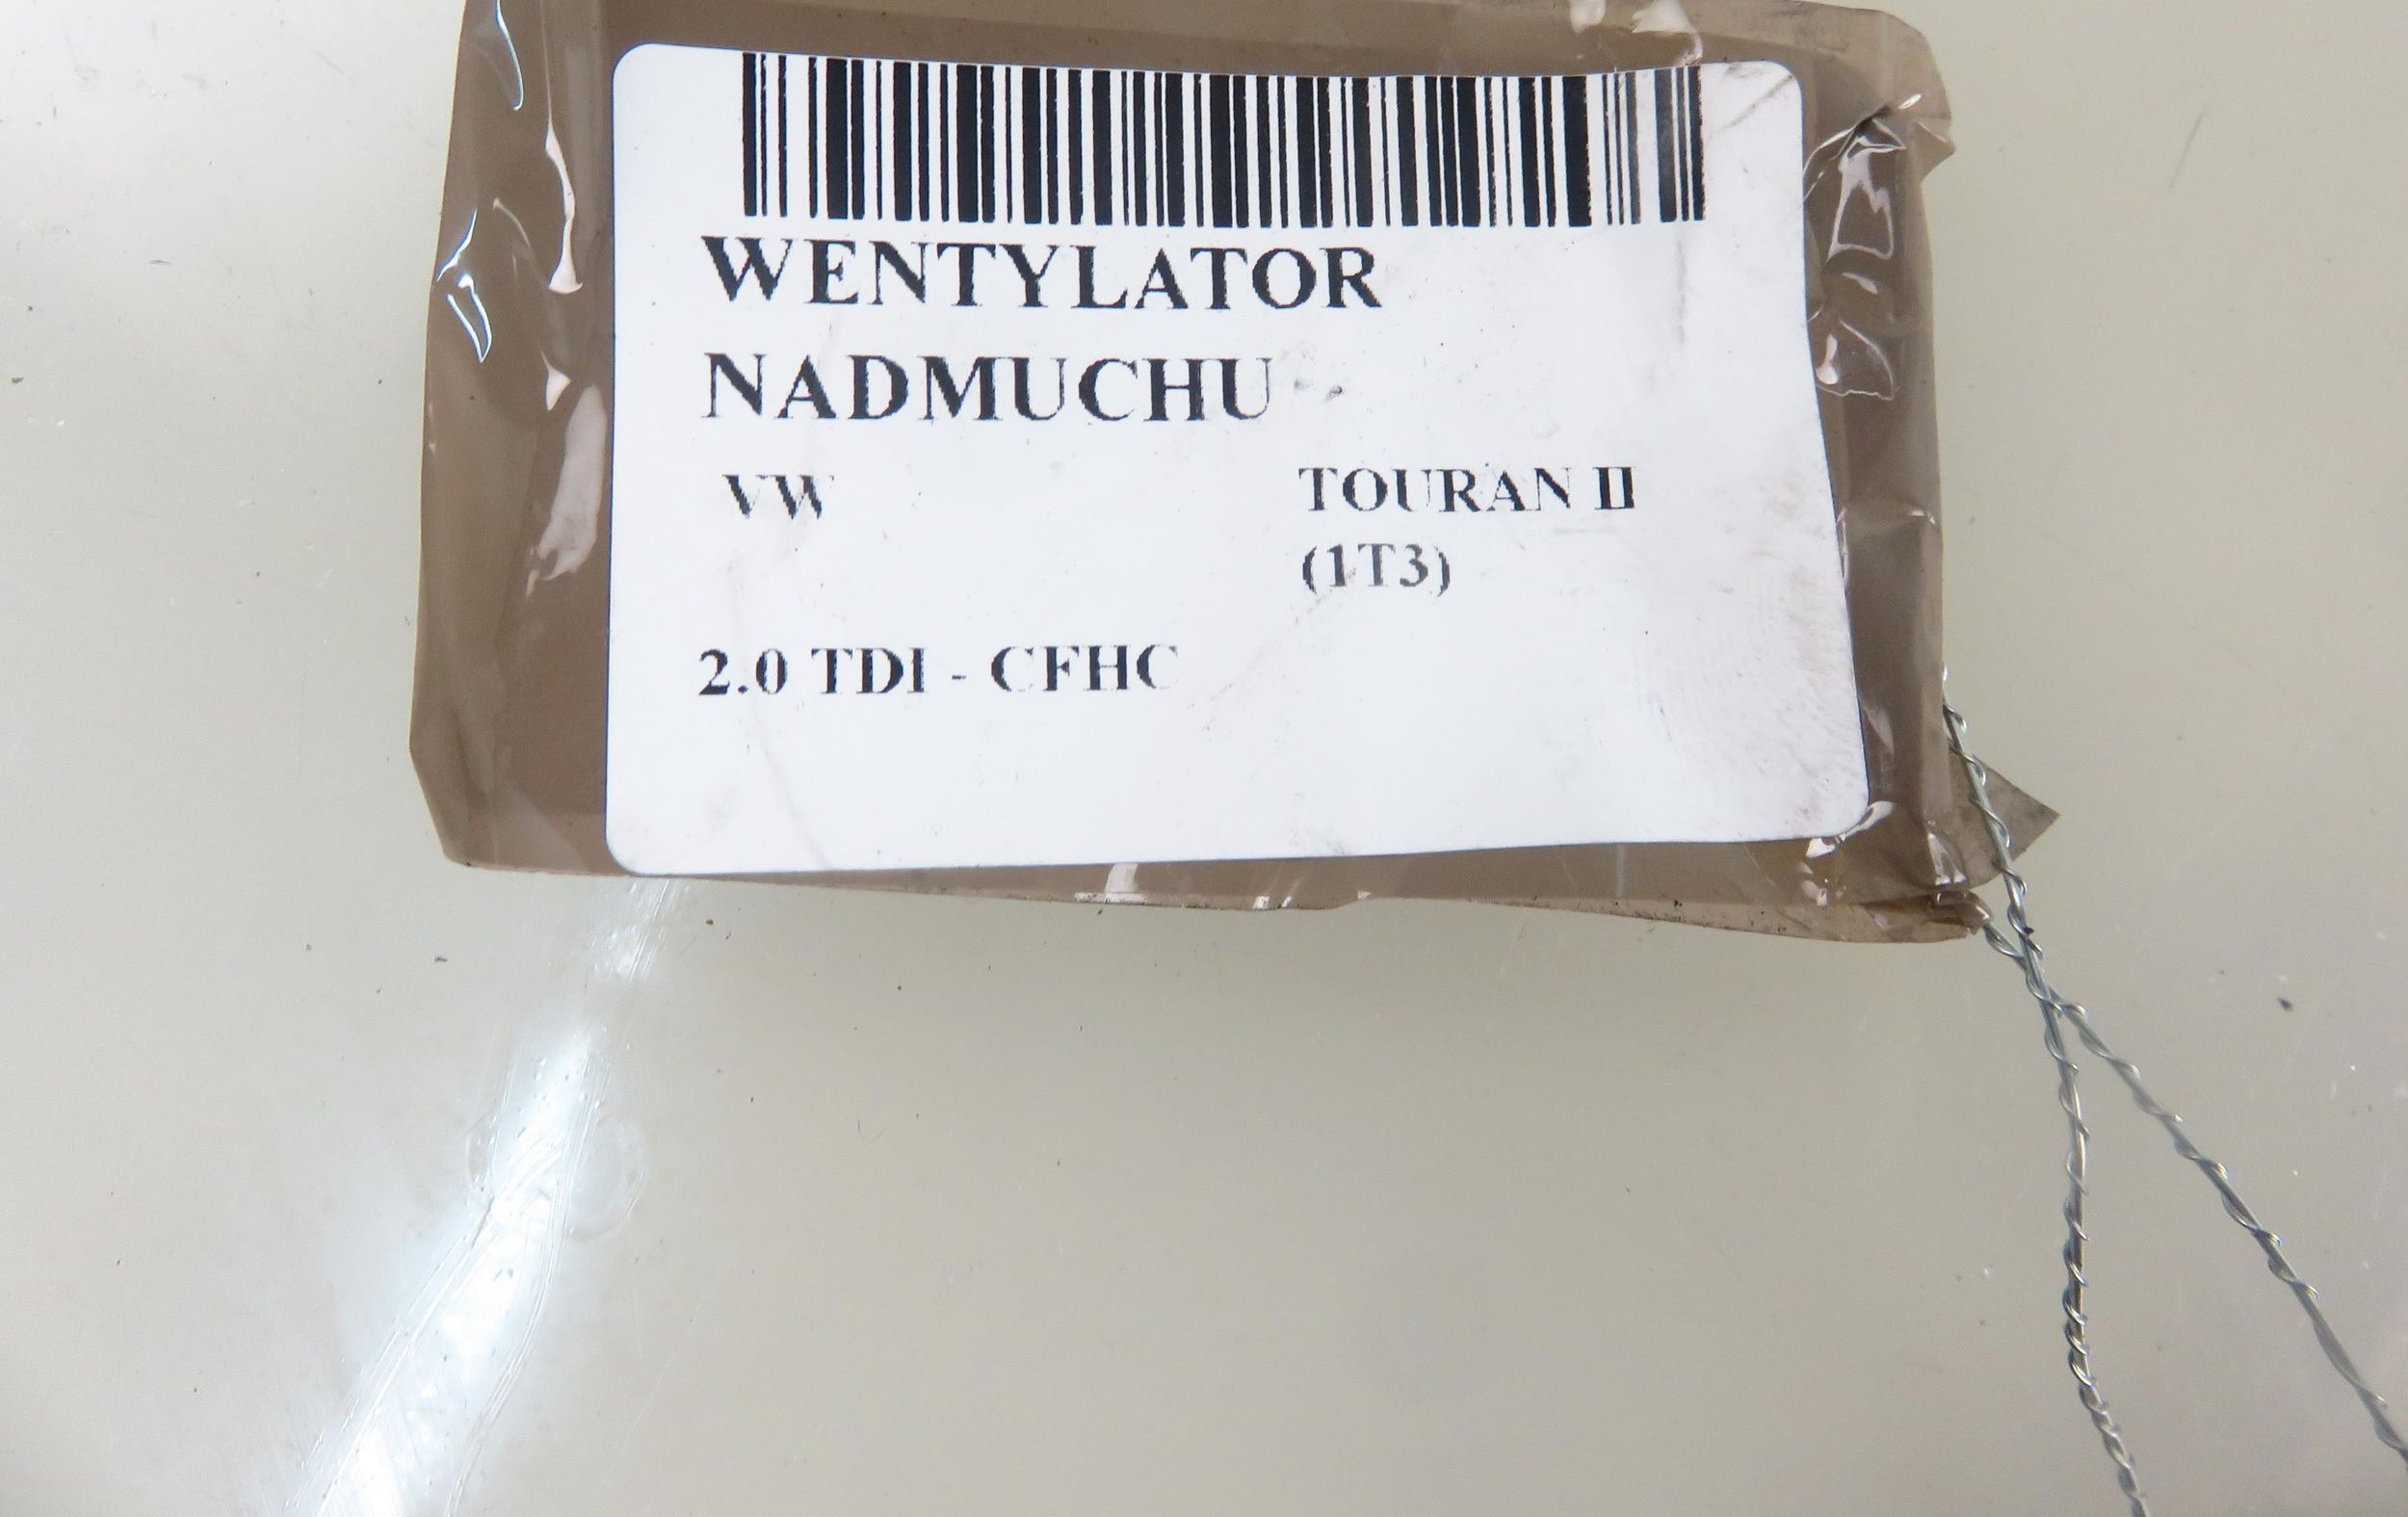 WENTYLATOR
NADMUCHU
VW TOURAN II
(1T3)
2.0 TDI - CFHC